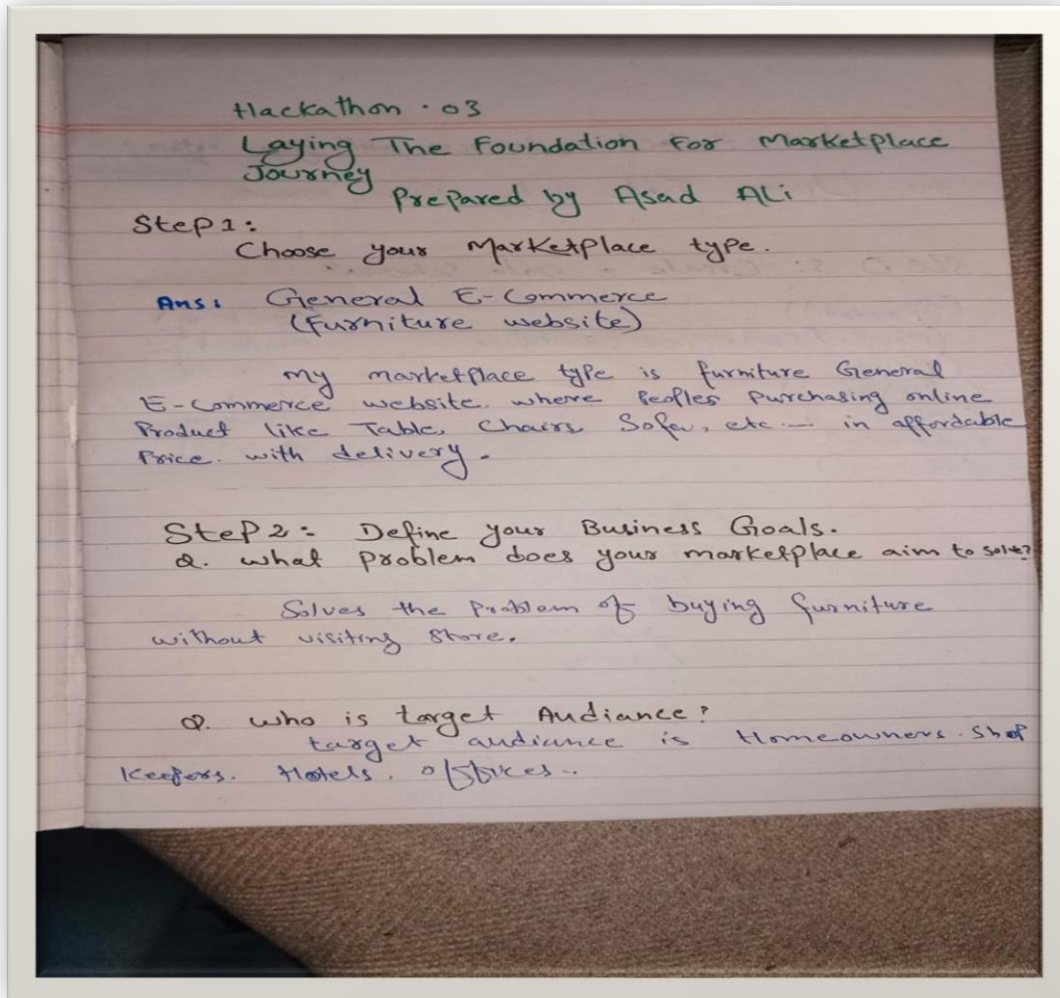 Hackathon - 03
Laying The Foundation For Marketplace
Journey
Prepared by Asad Ali
Step 1:
Choose your Marketplace type.
Ans: General E-Commerce
(Furniture website)
my marketplace type is furniture General
E-Commerce website. where Peoples Purchasing online
Product like Table, Chairs, Sofa, etc... in affordable
Price. with delivery.
Step 2: Define your Business Goals.
Q. what problem does your marketplace aim to solve?
Solves the Problem of buying furniture
without visiting Store.
Q. who is target Audiance?
target audiance is Homeowners. Shop
Keepers. Hotels. offices..